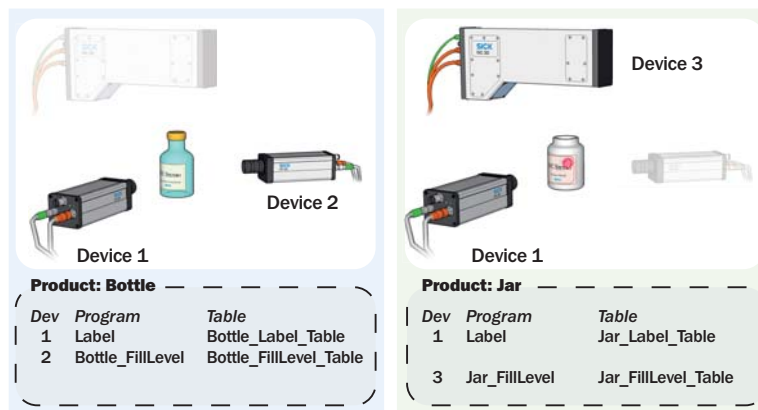 SICK
Device 3
Device 2
Device 1
Device 1
Product: Bottle
Dev Program Table
1 Label Bottle_Label_Table
2 Bottle_FillLevel Bottle_FillLevel_Table
Product: Jar
Dev Program Table
1 Label Jar_Label_Table
3 Jar_FillLevel Jar_FillLevel_Table